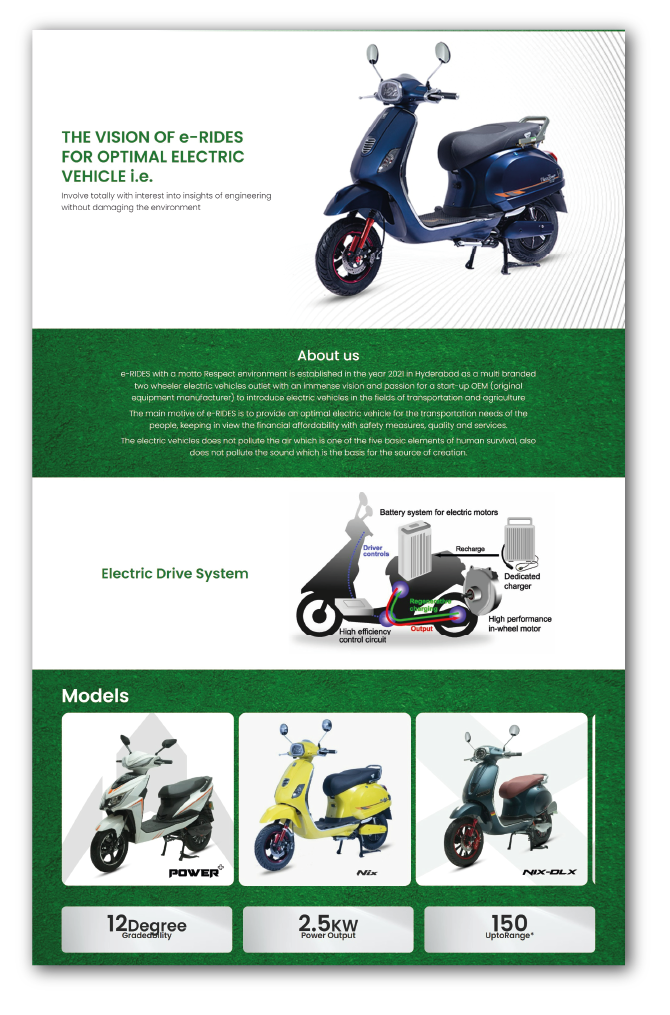 THE VISION OF e-RIDES
FOR OPTIMAL ELECTRIC
VEHICLE i.e.
Involve totally with interest into insights of engineering
without damaging the environment
About us
e-RIDES with a motto Respect environment is established in the year 2021 in Hyderabad as a multi branded
two wheeler electric vehicles outlet with an immense vision and passion for a start-up OEM (original
equipment manufacturer) to introduce electric vehicles in the fields of transportation and agriculture
The main motive of e-RIDES is to provide an optimal electric vehicle for the transportation needs of the
people, keeping in view the financial affordability with safety measures, quality and services.
The electric vehicles does not pollute the air which is one of the five basic elements of human survival, also
does not pollute the sound which is the basis for the source of creation.
Electric Drive System
Battery system for electric motors
Driver
controls
Recharge
Dedicated
charger
Regenerative
charging
High performance
in-wheel motor
Output
High efficiency
control circuit
Models
POWER+
Nix
NIX-DLX
12Degree
Gradeability
2.5KW
Power Output
150
UptoRange*